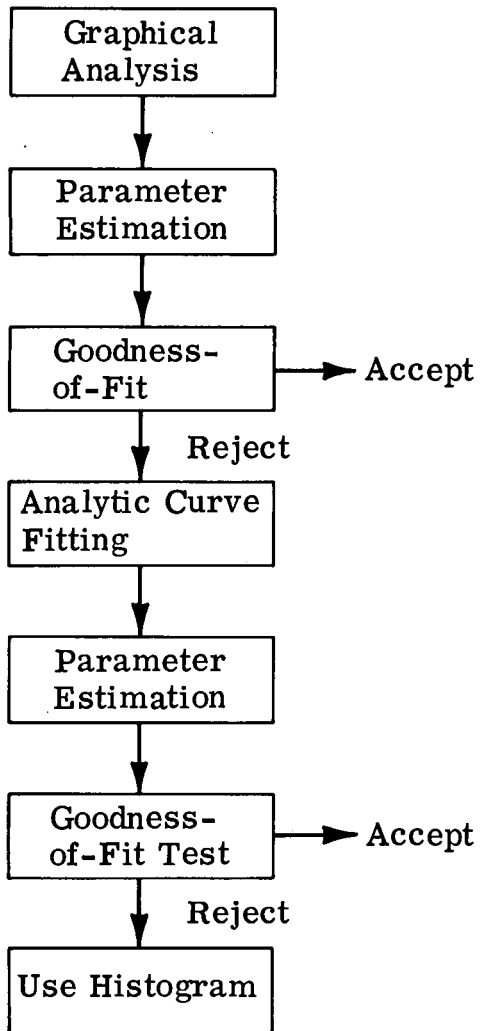 Graphical
Analysis
Parameter
Estimation
Goodness-
of-Fit
Accept
Reject
Analytic Curve
Fitting
Parameter
Estimation
Goodness-
of-Fit Test
Accept
Reject
Use Histogram